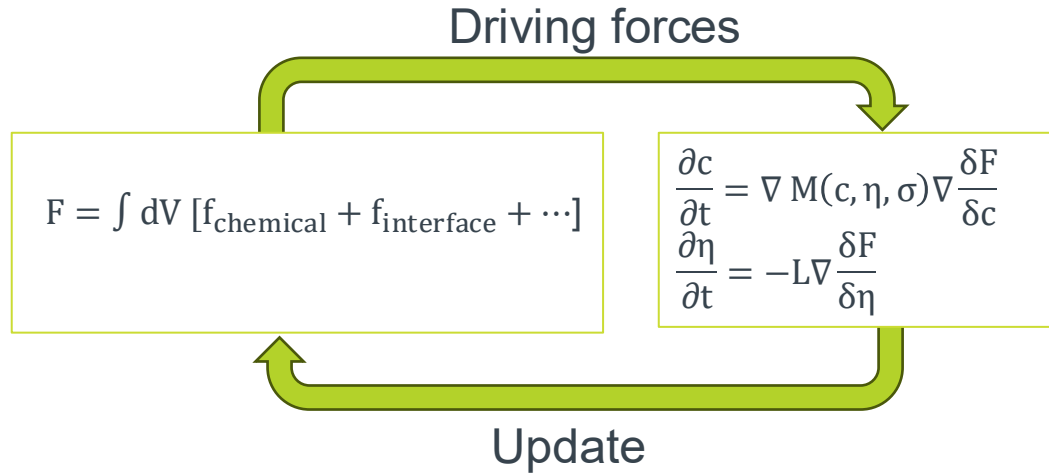 Driving forces
F = ∫ dV [f_chemical + f_interface + ⋯]
∂c/∂t = ∇ M(c, η, σ)∇ δF/δc
∂η/∂t = −L∇ δF/δη
Update